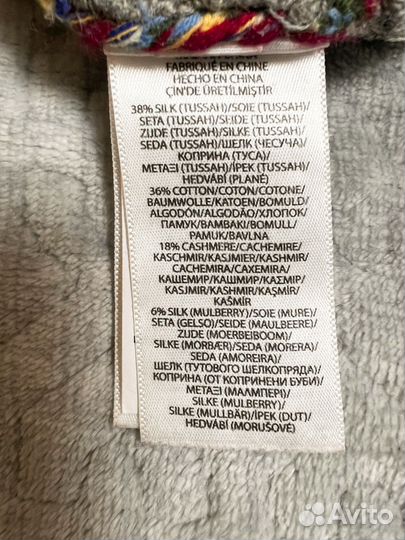 FABRIQUÉ EN CHINE
HECHO EN CHINA
ÇİN'DE ÜRETİLMİŞTİR
38% SILK (TUSSAH)/SOIE (TUSSAH)/
SETA (TUSSAH)/SEIDE (TUSSAH)/
ZIJDE (TUSSAH)/SILKE (TUSSAH)/
SEDA (TUSSAH)/ШЕЛК (ЧЕСУЧА)/
КОПРИНА (ТУСА)/
ΜΕΤΑΞΙ (TUSSAH)/İPEK (TUSSAH)/
HEDVÁBÍ (PLANÉ)
36% COTTON/COTON/COTONE/
BAUMWOLLE/KATOEN/BOMULD/
ALGODÓN/ALGODÃO/ХЛОПОК/
ПАМУК/BAMBAKI/BOMULL/
PAMUK/BAVLNA
18% CASHMERE/CACHEMIRE/
KASCHMIR/KASJMIER/KASHMIR/
CACHEMIRA/CAXEMIRA/
КАШЕМИР/КАШМИР/ΚΑΣΜΙΡ/
KASJMIR/KASHMIR/KAŞMİR/
KAŠMÍR
6% SILK (MULBERRY)/SOIE (MURE)/
SETA (GELSO)/SEIDE (MAULBEERE)/
ZIJDE (MOERBEIBOOM)/
SILKE (MORBÆR)/SEDA (MORERA)/
SEDA (AMOREIRA)/
ШЕЛК (ТУТОВОГО ШЕЛКОПРЯДА)/
КОПРИНА (ОТ КОПРИНЕНИ БУБИ)/
ΜΕΤΑΞΙ (ΜΑΛΜΠΕΡΙ)/
SILKE (MULBERRY)/
SILKE (MULLBÄR)/İPEK (DUT)/
HEDVÁBÍ (MORUŠOVÉ)
Avito